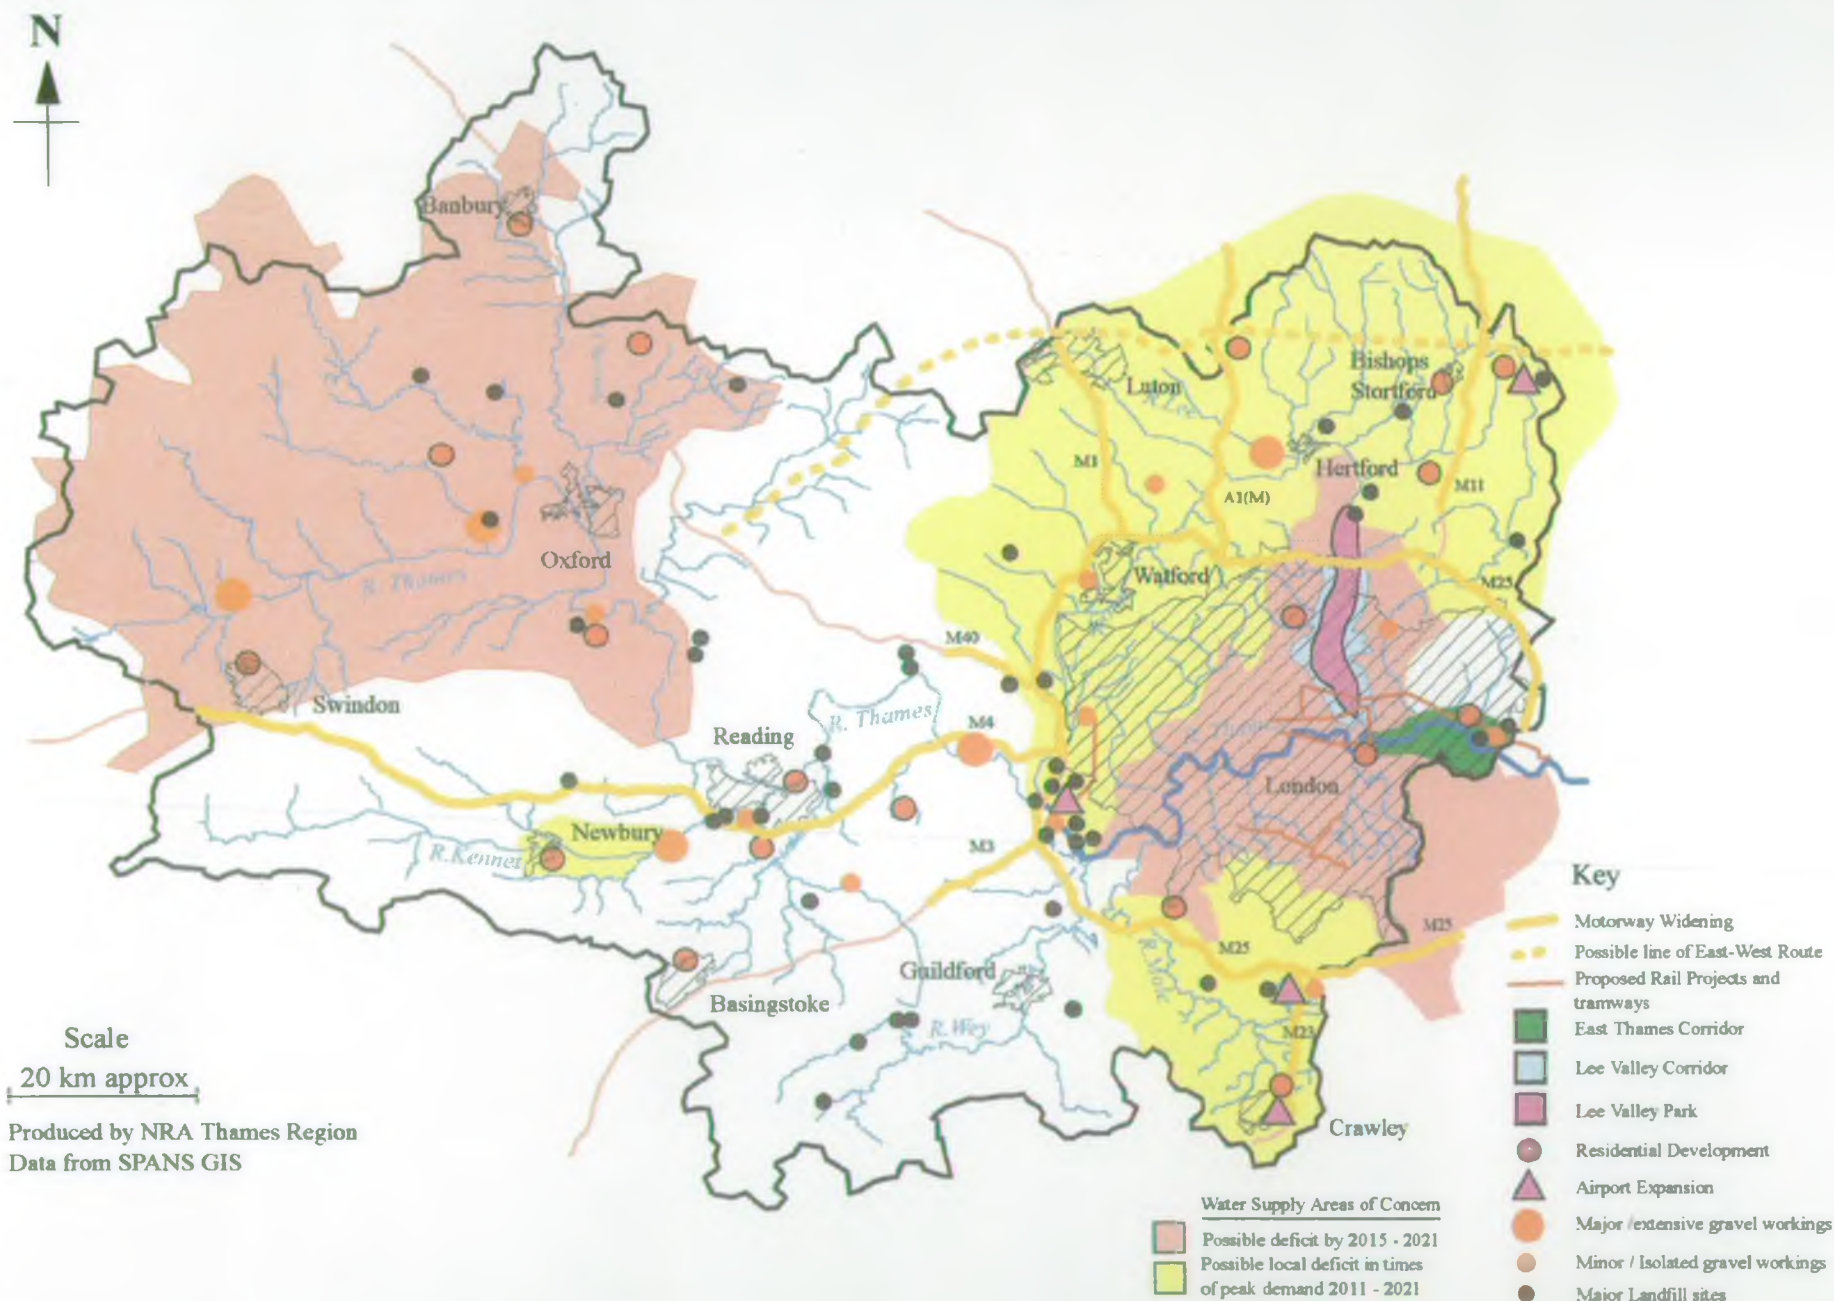 N
Banbury
Bishops
Stortford
Luton
R. Lee
Hertford
M1
A1(M)
M11
Oxford
R. Thames
Watford
M25
M40
Swindon
Reading
R. Thames
M4
R. Thames
London
Newbury
R.Kennet
M3
M25
M25
R.Mole
Guildford
Basingstoke
R.Wey
M23
Crawley
Scale
20 km approx
Produced by NRA Thames Region
Data from SPANS GIS
Key
Motorway Widening
Possible line of East-West Route
Proposed Rail Projects and
tramways
East Thames Corridor
Lee Valley Corridor
Lee Valley Park
Residential Development
Airport Expansion
Major /extensive gravel workings
Minor / Isolated gravel workings
Major Landfill sites
Water Supply Areas of Concern
Possible deficit by 2015 - 2021
Possible local deficit in times
of peak demand 2011 - 2021